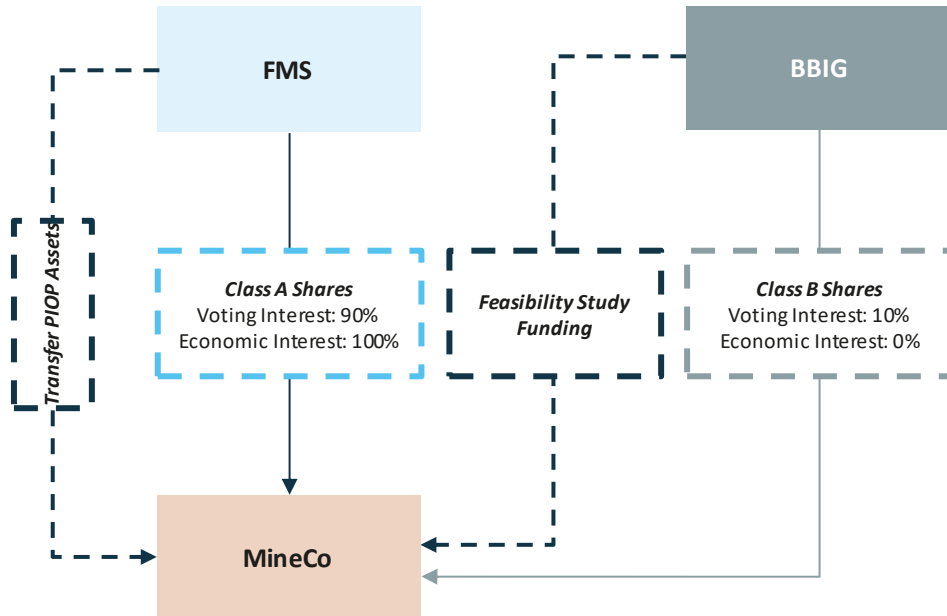 FMS
BBIG
Transfer PIOP Assets
Class A Shares
Voting Interest: 90%
Economic Interest: 100%
Feasibility Study
Funding
Class B Shares
Voting Interest: 10%
Economic Interest: 0%
MineCo